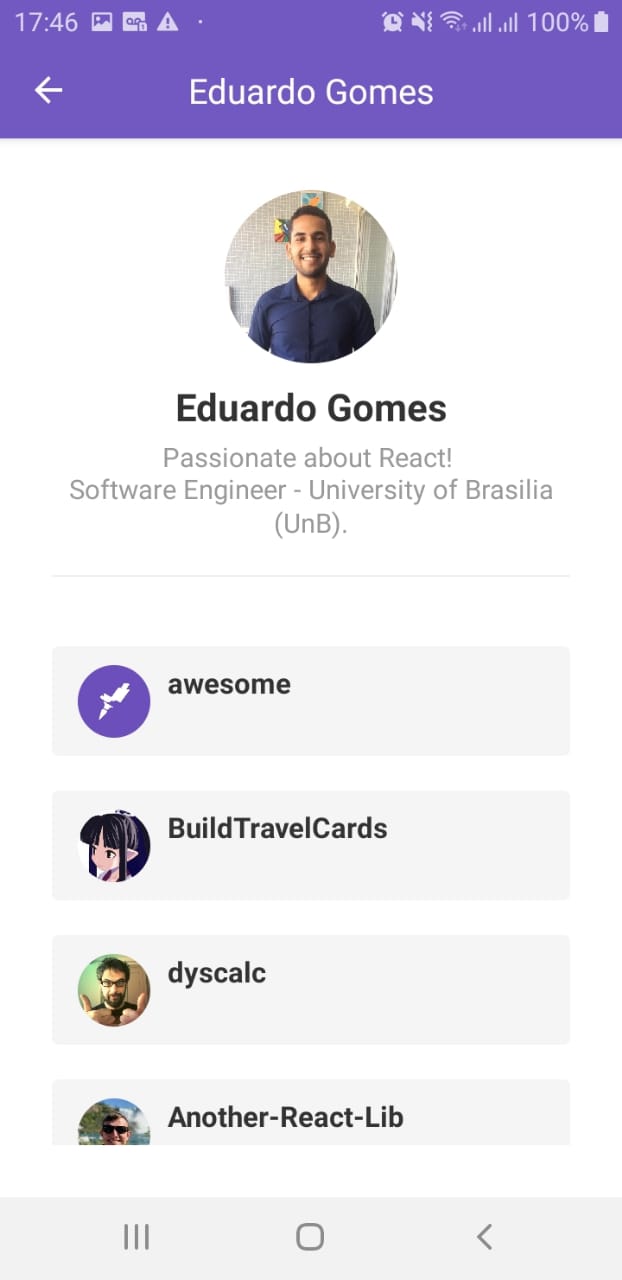 17:46 100%
Eduardo Gomes
Eduardo Gomes
Passionate about React!
Software Engineer - University of Brasilia
(UnB).
awesome
BuildTravelCards
dyscalc
Another-React-Lib